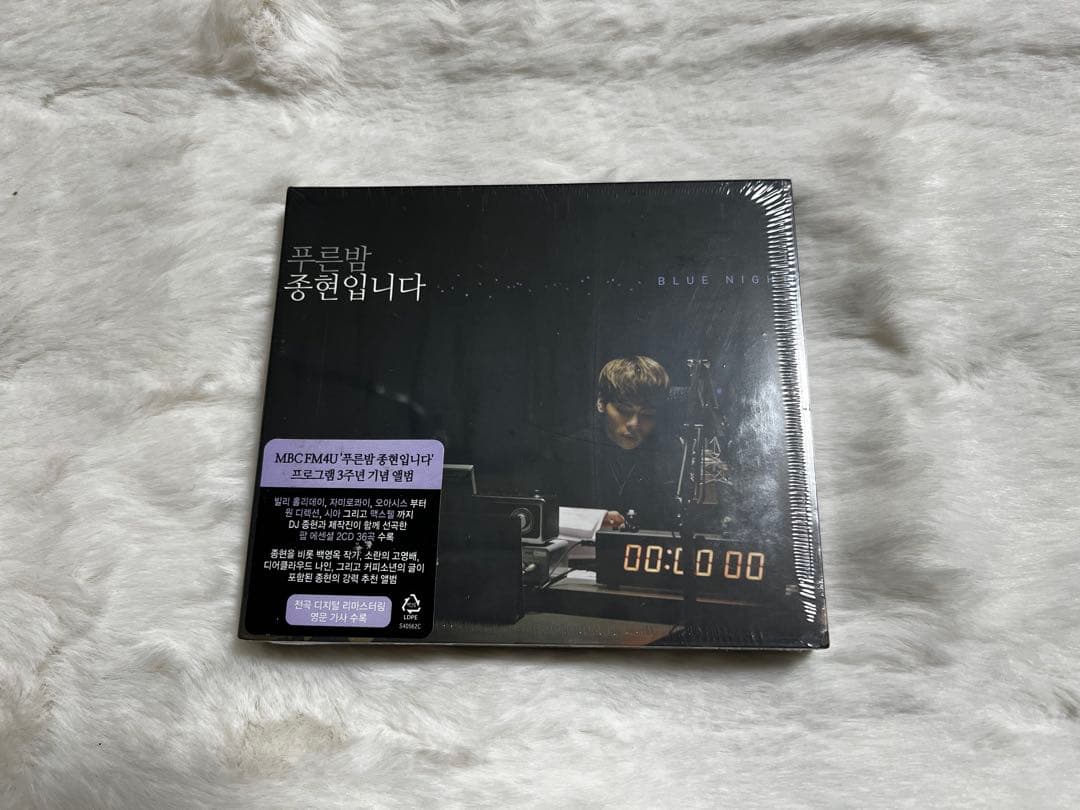 푸른밤
종현입니다
BLUE NIGH
MBC FM4U '푸른밤 종현입니다'
프로그램 3주년 기념 앨범
빌리 홀리데이, 자미로콰이, 오아시스 부터
원 디렉션, 시아 그리고 맥스웰 까지
DJ 종현과 제작진이 함께 선곡한
팝 에센셜 2CD 36곡 수록
종현을 비롯 백영옥 작가, 소란의 고영배,
디어클라우드 나인, 그리고 커피소년의 글이
포함된 종현의 강력 추천 앨범
전곡 디지털 리마스터링
영문 가사 수록
LDPE
S40562C
00:00 00